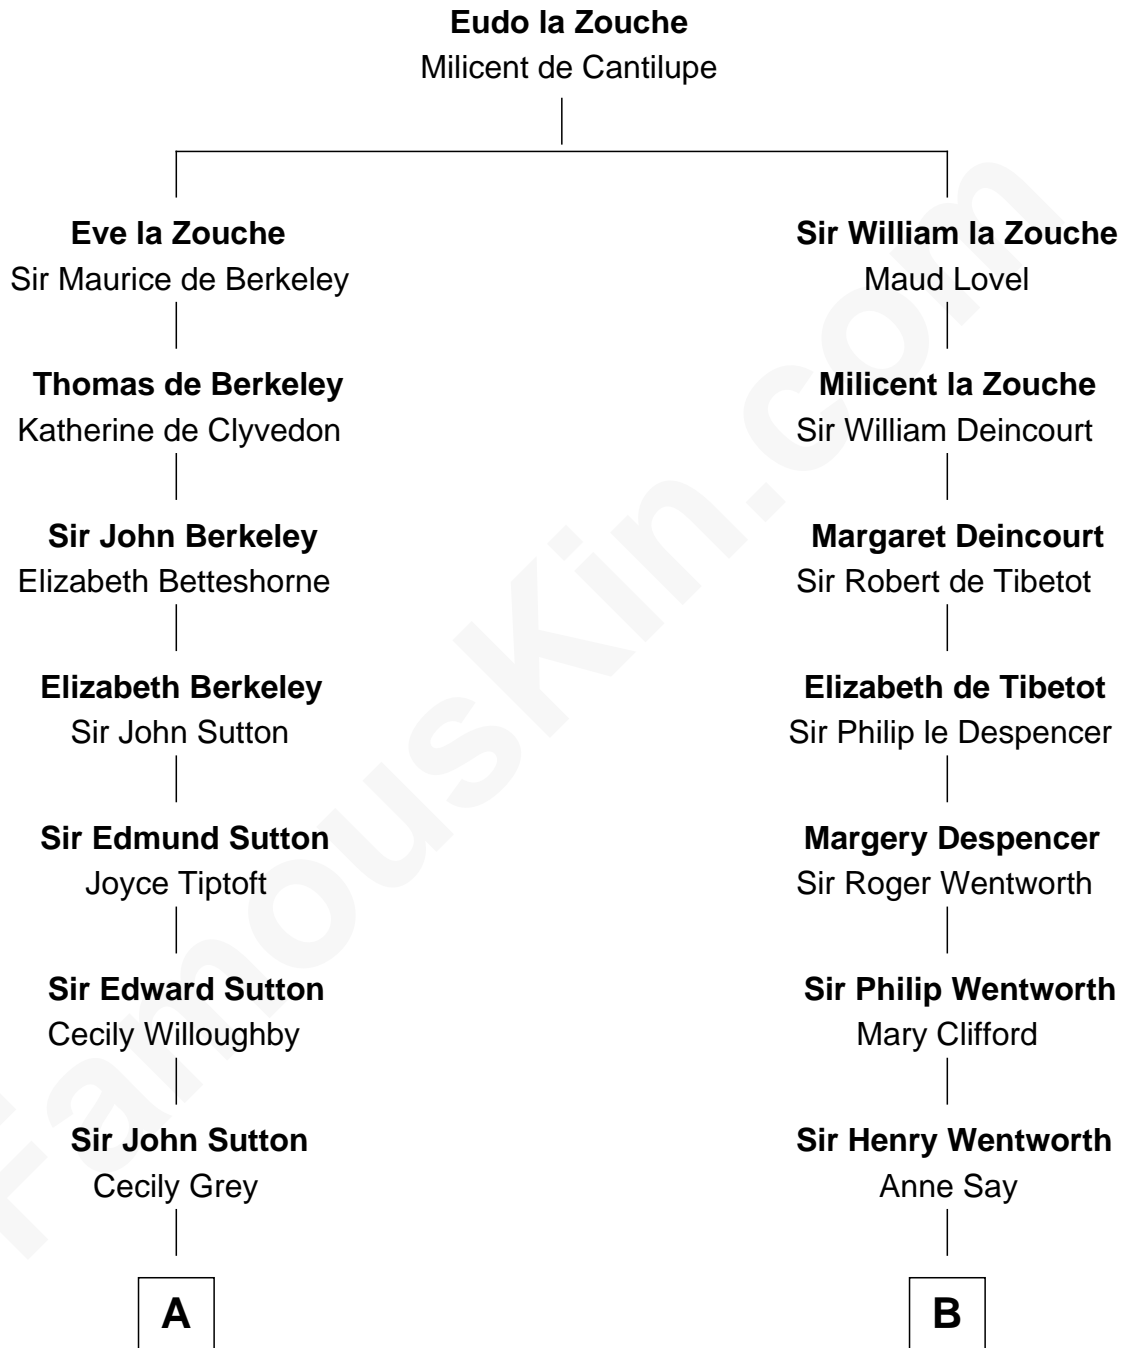 Eudo la Zouche
Milicent de Cantilupe
Eve la Zouche
Sir Maurice de Berkeley
Thomas de Berkeley
Katherine de Clyvedon
Sir John Berkeley
Elizabeth Betteshorne
Elizabeth Berkeley
Sir John Sutton
Sir Edmund Sutton
Joyce Tiptoft
Sir Edward Sutton
Cecily Willoughby
Sir John Sutton
Cecily Grey
A
Sir William la Zouche
Maud Lovel
Milicent la Zouche
Sir William Deincourt
Margaret Deincourt
Sir Robert de Tibetot
Elizabeth de Tibetot
Sir Philip le Despencer
Margery Despencer
Sir Roger Wentworth
Sir Philip Wentworth
Mary Clifford
Sir Henry Wentworth
Anne Say
B
FamousKin.com